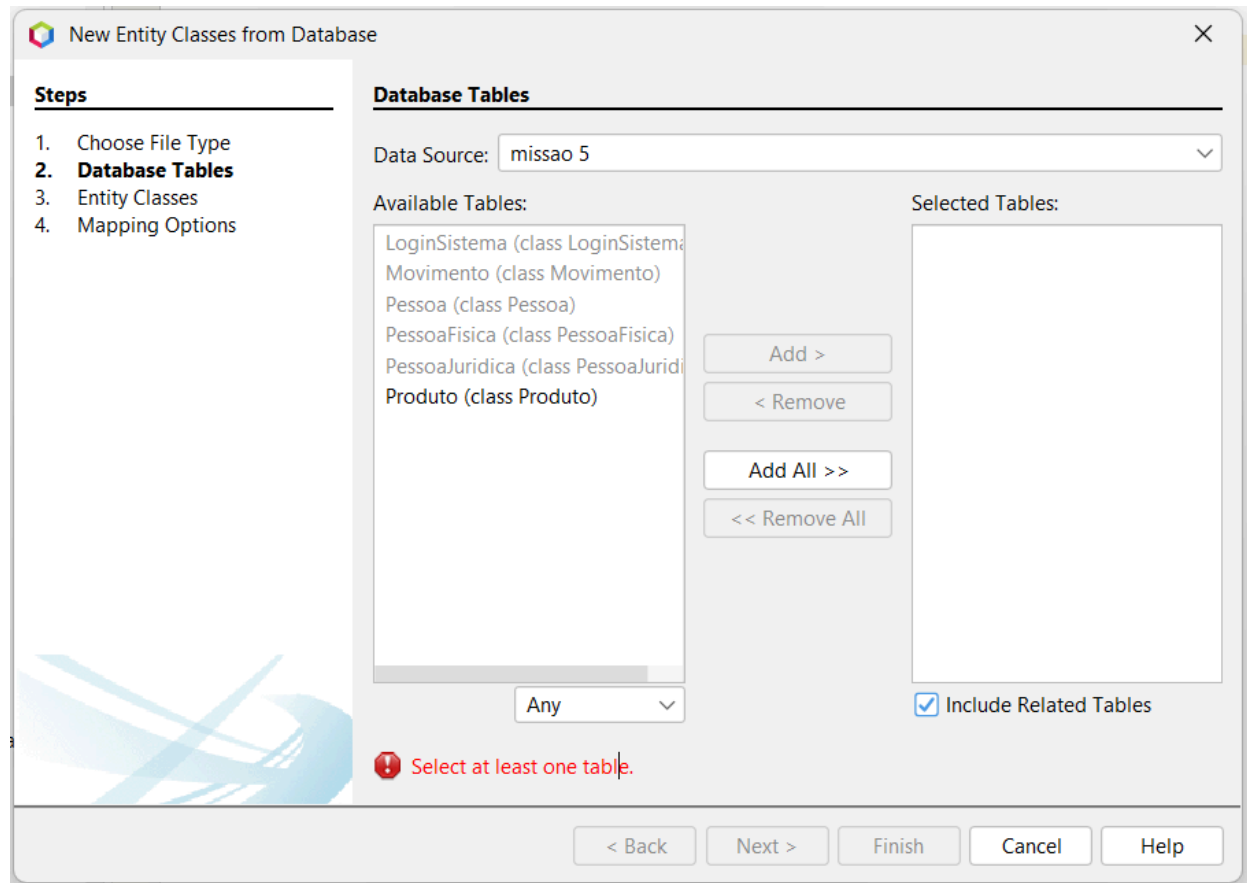 New Entity Classes from Database
Steps
1. Choose File Type
2. Database Tables
3. Entity Classes
4. Mapping Options
Database Tables
Data Source: missao 5
Available Tables:
LoginSistema (class LoginSistema
Movimento (class Movimento)
Pessoa (class Pessoa)
PessoaFisica (class PessoaFisica)
PessoaJuridica (class PessoaJuridi
Produto (class Produto)
Any
Add >
< Remove
Add All >>
<< Remove All
Selected Tables:
Include Related Tables
Select at least one table.
< Back Next > Finish Cancel Help